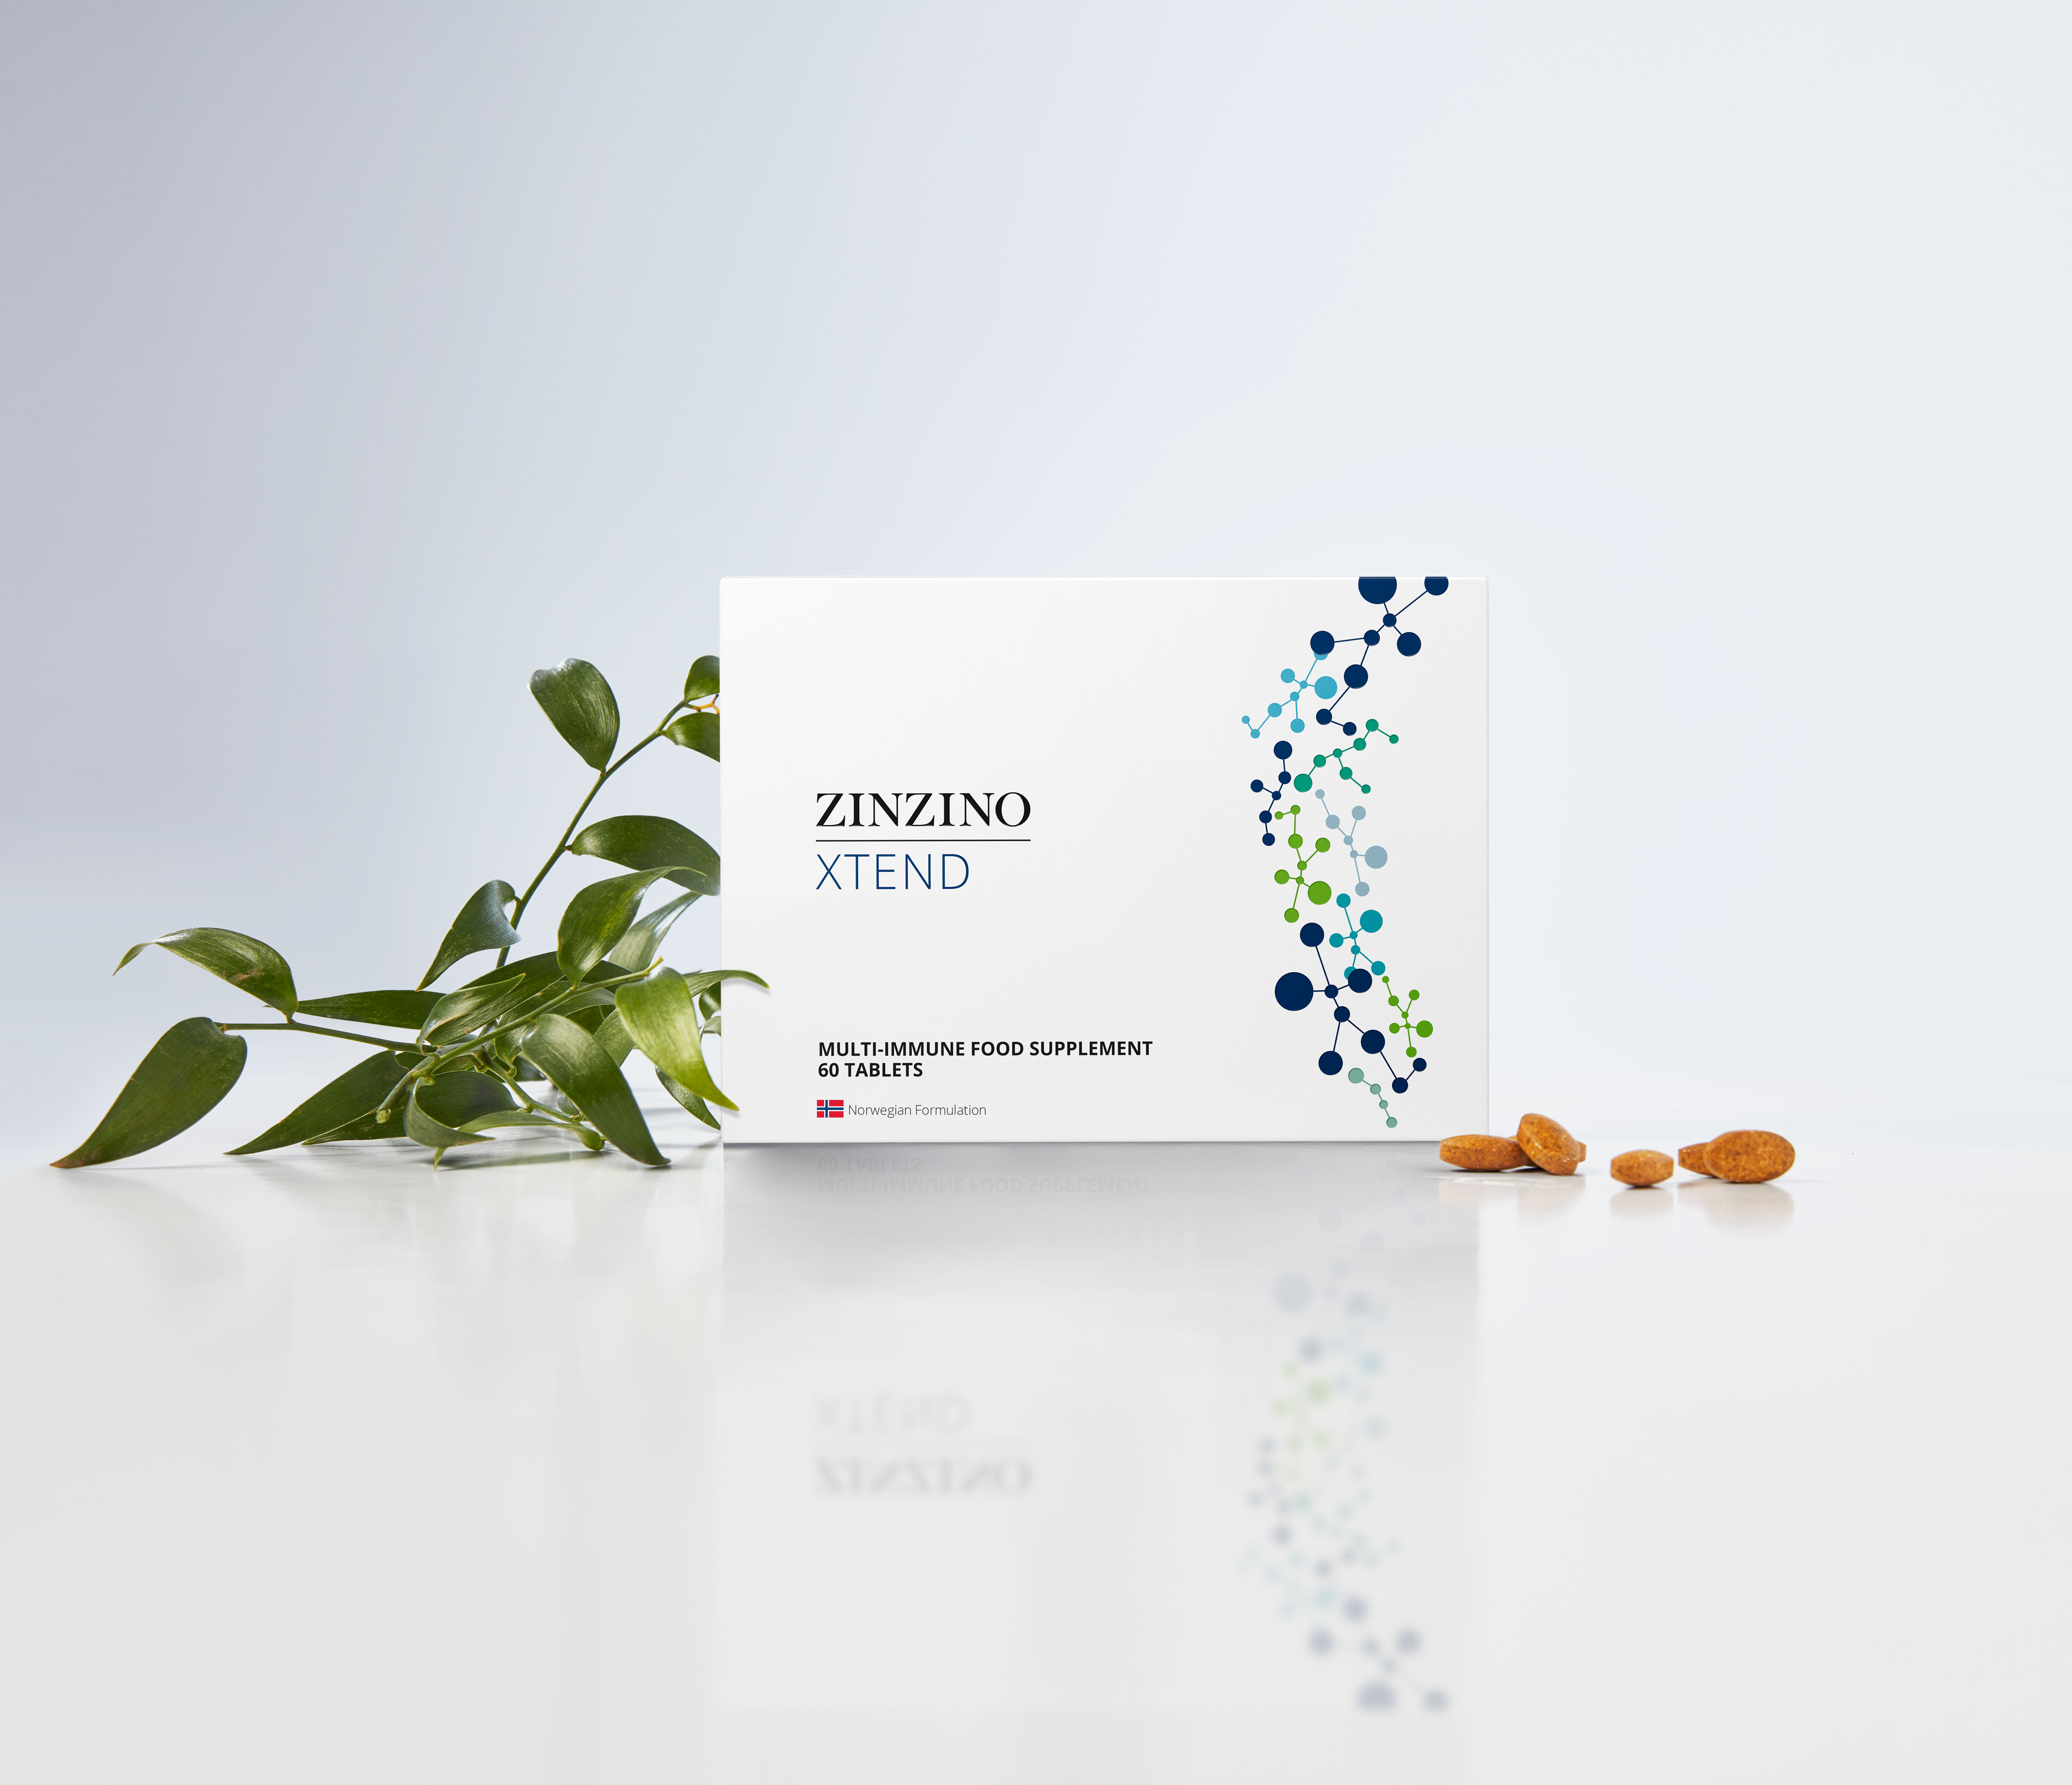 ZINZINO
XTEND
MULTI-IMMUNE FOOD SUPPLEMENT
60 TABLETS
Norwegian Formulation